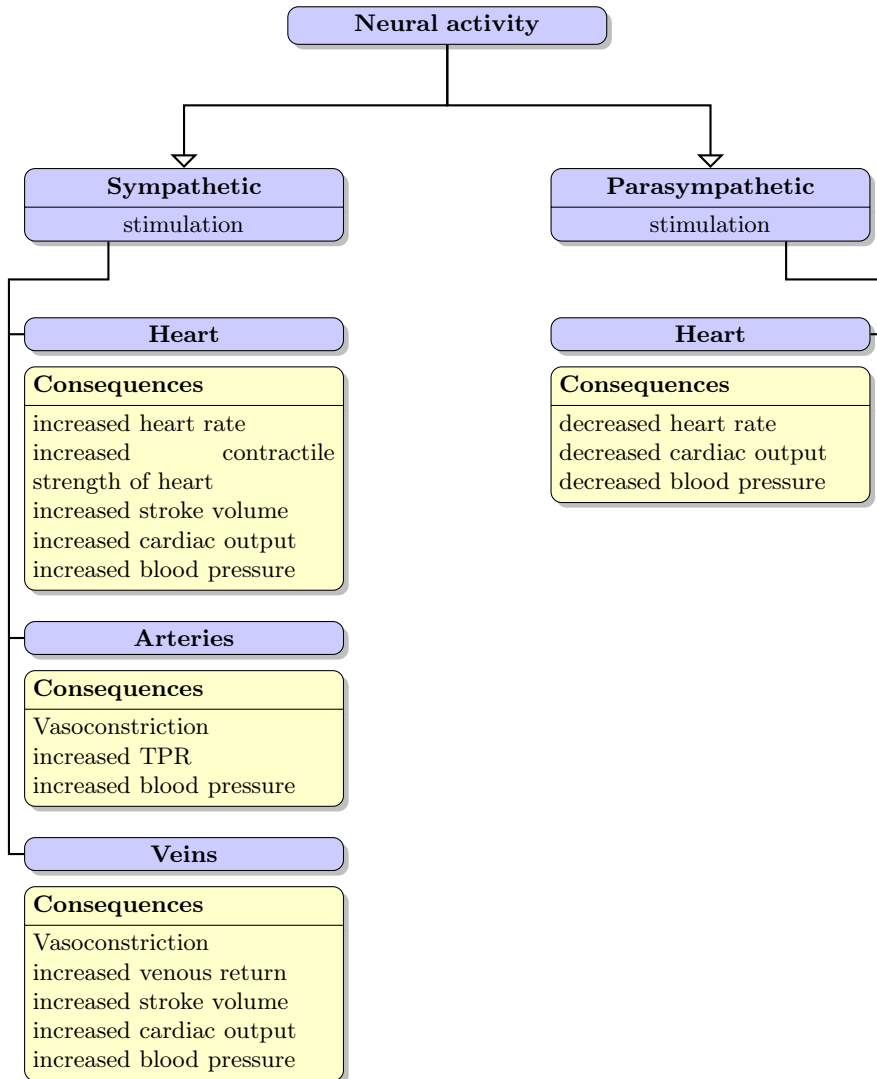 Neural activity
Sympathetic
stimulation
Parasympathetic
stimulation
Heart
Consequences
increased heart rate
increased contractile
strength of heart
increased stroke volume
increased cardiac output
increased blood pressure
Heart
Consequences
decreased heart rate
decreased cardiac output
decreased blood pressure
Arteries
Consequences
Vasoconstriction
increased TPR
increased blood pressure
Veins
Consequences
Vasoconstriction
increased venous return
increased stroke volume
increased cardiac output
increased blood pressure